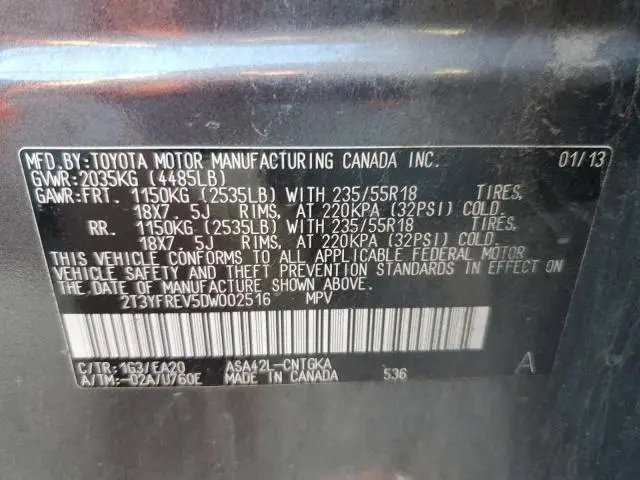 MFD.BY:TOYOTA MOTOR MANUFACTURING CANADA INC. 01/13
GVWR:2035KG (4485LB)
GAWR:FRT. 1150KG (2535LB) WITH 235/55R18 TIRES,
18X7.5J RIMS, AT 220KPA (32PSI) COLD.
RR. 1150KG (2535LB) WITH 235/55R18 TIRES,
18X7.5J RIMS, AT 220KPA (32PSI) COLD.
THIS VEHICLE CONFORMS TO ALL APPLICABLE FEDERAL MOTOR
VEHICLE SAFETY AND THEFT PREVENTION STANDARDS IN EFFECT ON
THE DATE OF MANUFACTURE SHOWN ABOVE.
2T3YFREV5DW002516 MPV
C/TR:1G3/EA20 ASA42L-CNTGKA A
A/TM:-02A/U760E MADE IN CANADA 536